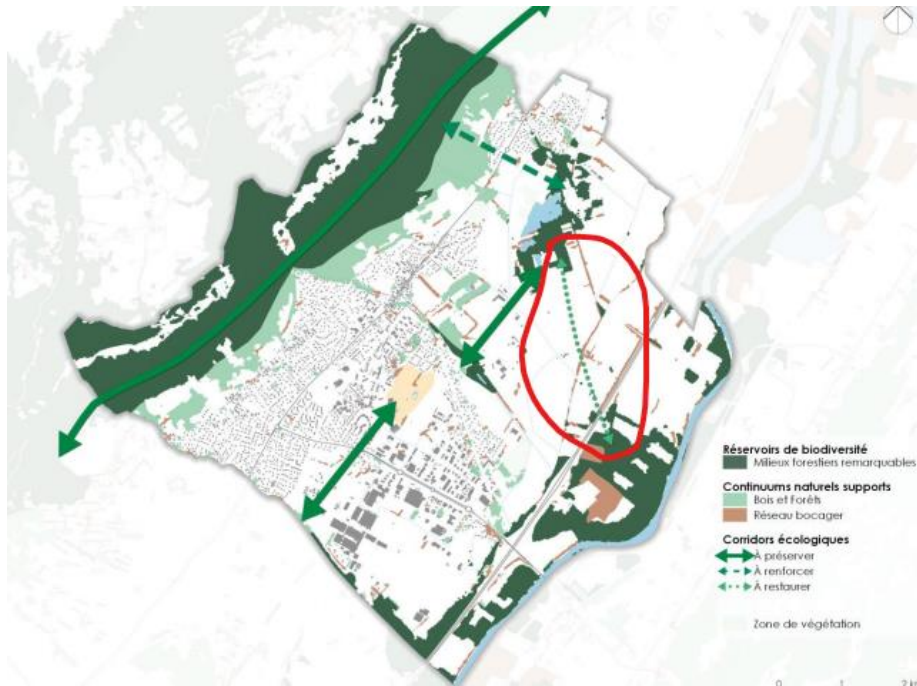 Réservoirs de biodiversité
Milieux forestiers remarquables
Continuums naturels supports
Bois et Forêts
Réseau bocager
Corridors écologiques
À préserver
À renforcer
À restaurer
Zone de végétation
0 1 2 k